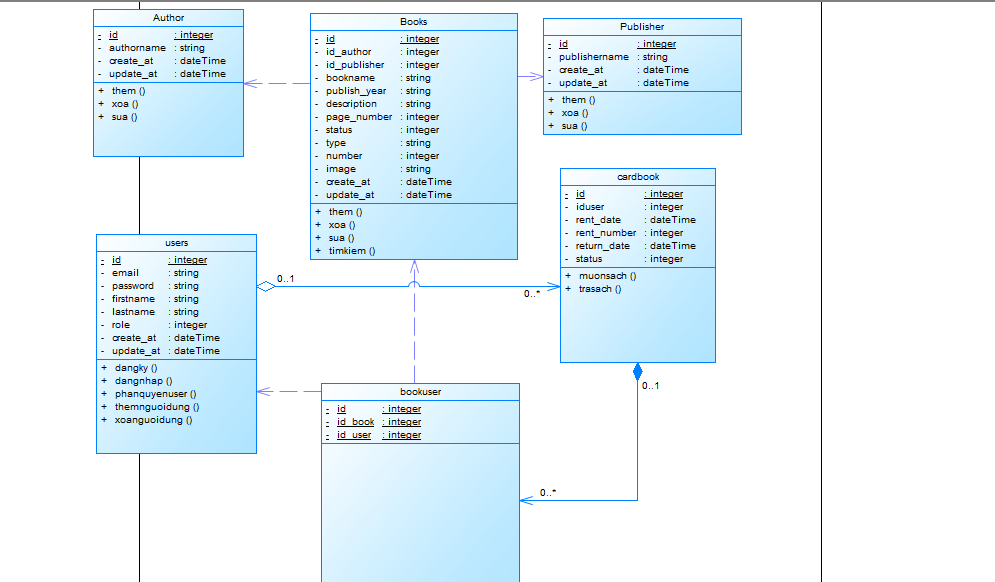 Author
- id : integer
- authorname : string
- create_at : dateTime
- update_at : dateTime
+ them ()
+ xoa ()
+ sua ()
Books
- id : integer
- id_author : integer
- id_publisher : integer
- bookname : string
- publish_year : string
- description : string
- page_number : integer
- status : integer
- type : string
- number : integer
- image : string
- create_at : dateTime
- update_at : dateTime
+ them ()
+ xoa ()
+ sua ()
+ timkiem ()
Publisher
- id : integer
- publishername : string
- create_at : dateTime
- update_at : dateTime
+ them ()
+ xoa ()
+ sua ()
cardbook
- id : integer
- iduser : integer
- rent_date : dateTime
- rent_number : integer
- return_date : dateTime
- status : integer
+ muonsach ()
+ trasach ()
users
- id : integer
- email : string
- password : string
- firstname : string
- lastname : string
- role : integer
- create_at : dateTime
- update_at : dateTime
+ dangky ()
+ dangnhap ()
+ phanquyenuser ()
+ themnguoidung ()
+ xoanguoidung ()
0..1
0..*
bookuser
- id : integer
- id_book : integer
- id_user : integer
0..1
0..*